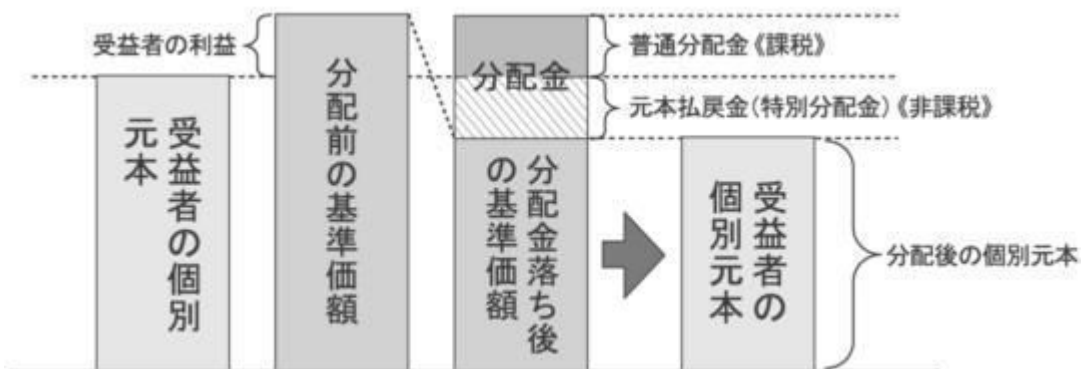 受益者の利益
受益者の個別
元本
分配前の基準価額
分配金
分配金落ち後
の基準価額
普通分配金《課税》
元本払戻金(特別分配金)《非課税》
受益者の
個別元本
分配後の個別元本